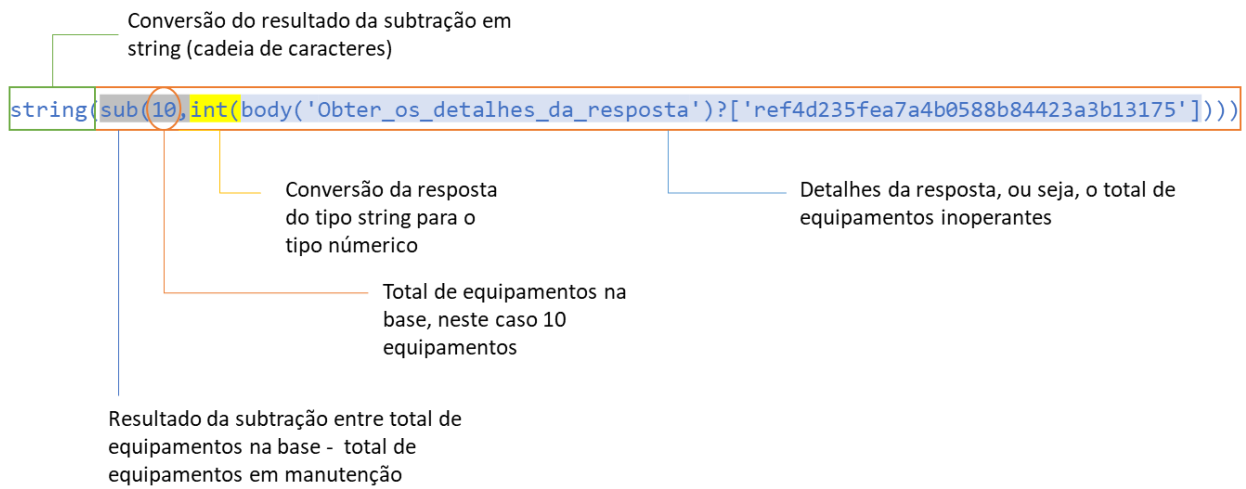 Conversão do resultado da subtração em
string (cadeia de caracteres)
string(sub(10,int(body('Obter_os_detalhes_da_resposta')?['ref4d235fea7a4b0588b84423a3b13175'])))
Conversão da resposta
do tipo string para o
tipo númerico
Detalhes da resposta, ou seja, o total de
equipamentos inoperantes
Total de equipamentos na
base, neste caso 10
equipamentos
Resultado da subtração entre total de
equipamentos na base -  total de
equipamentos em manutenção